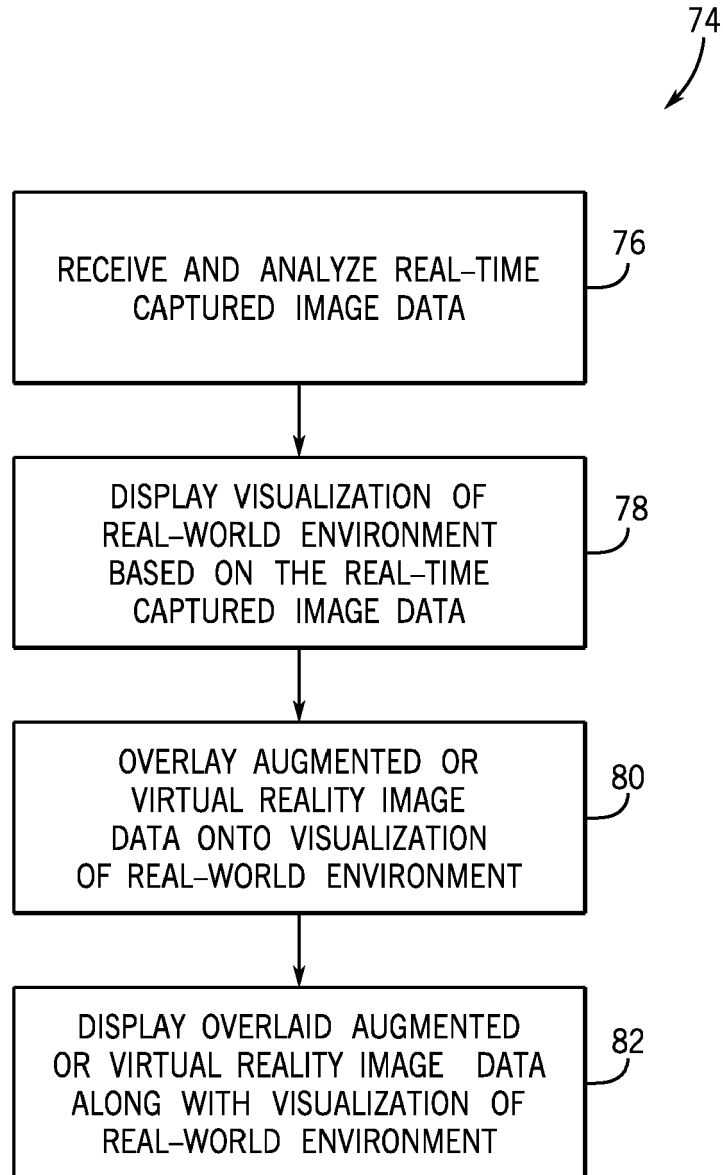 74
RECEIVE AND ANALYZE REAL–TIME
CAPTURED IMAGE DATA
76
DISPLAY VISUALIZATION OF
REAL–WORLD ENVIRONMENT
BASED ON THE REAL–TIME
CAPTURED IMAGE DATA
78
OVERLAY AUGMENTED OR
VIRTUAL REALITY IMAGE
DATA ONTO VISUALIZATION
OF REAL–WORLD ENVIRONMENT
80
DISPLAY OVERLAID AUGMENTED
OR VIRTUAL REALITY IMAGE DATA
ALONG WITH VISUALIZATION OF
REAL–WORLD ENVIRONMENT
82